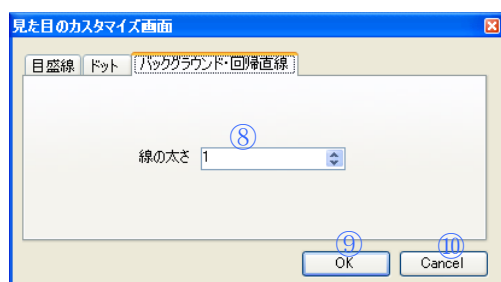 見た目のカスタマイズ画面
目盛線 ドット バックグラウンド・回帰直線
⑧
線の太さ 1
⑨ ⑩
OK Cancel